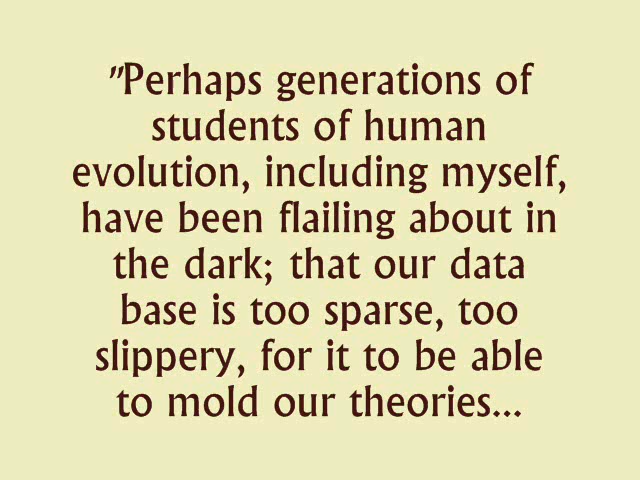 "Perhaps generations of
students of human
evolution, including myself,
have been flailing about in
the dark; that our data
base is too sparse, too
slippery, for it to be able
to mold our theories...